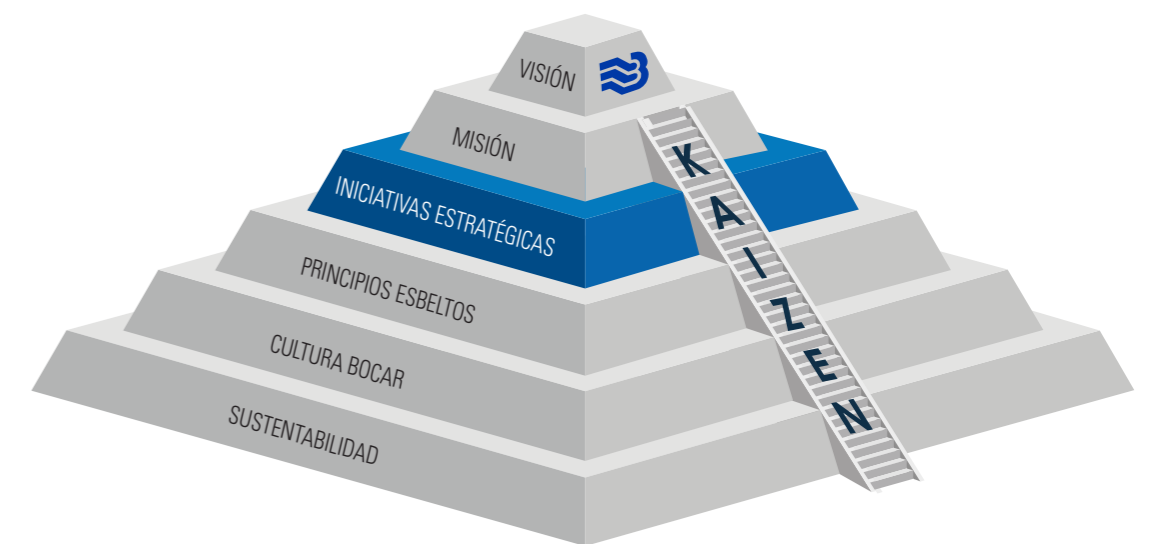 VISIÓN
MISIÓN
INICIATIVAS ESTRATÉGICAS
PRINCIPIOS ESBELTOS
CULTURA BOCAR
SUSTENTABILIDAD
KAIZEN